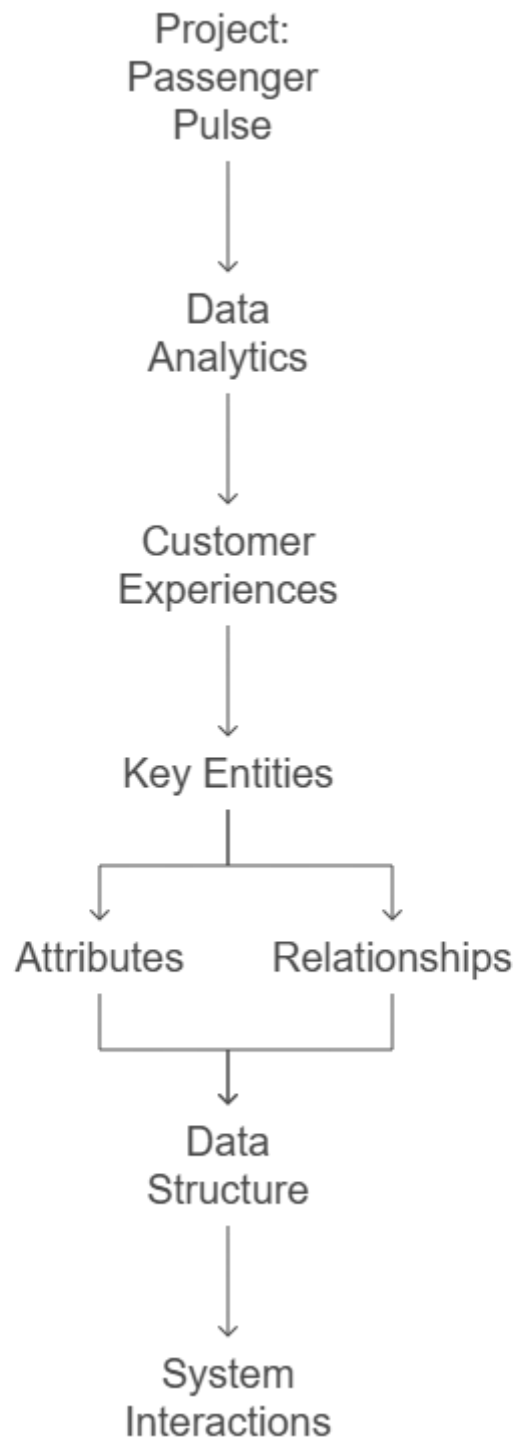 Project:
Passenger
Pulse
Data
Analytics
Customer
Experiences
Key Entities
Attributes
Relationships
Data
Structure
System
Interactions